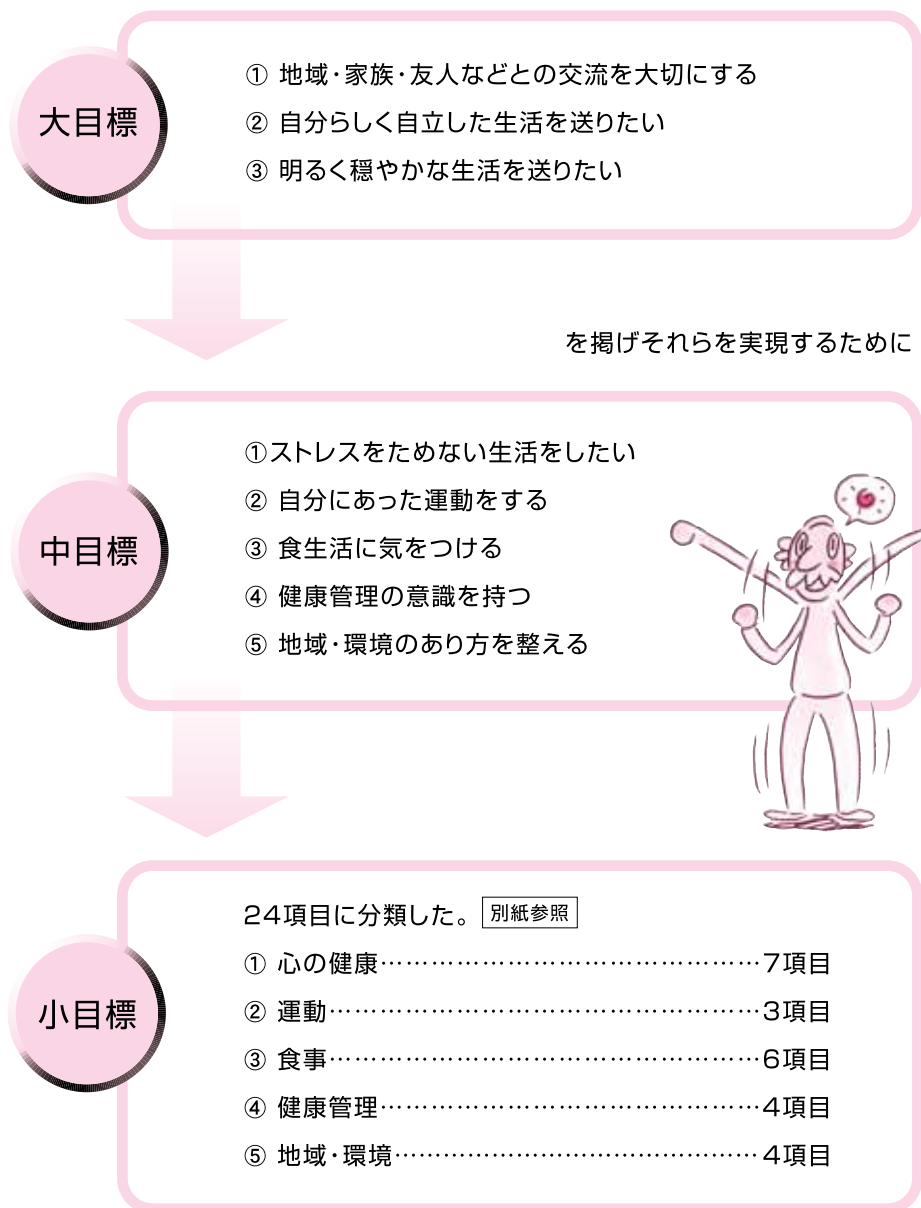 大目標
① 地域・家族・友人などとの交流を大切にする
② 自分らしく自立した生活を送りたい
③ 明るく穏やかな生活を送りたい
を掲げそれらを実現するために
中目標
①ストレスをためない生活をしたい
② 自分にあった運動をする
③ 食生活に気をつける
④ 健康管理の意識を持つ
⑤ 地域・環境のあり方を整える
小目標
24項目に分類した。 別紙参照
① 心の健康………………………………………7項目
② 運動……………………………………………3項目
③ 食事……………………………………………6項目
④ 健康管理………………………………………4項目
⑤ 地域・環境……………………………………4項目